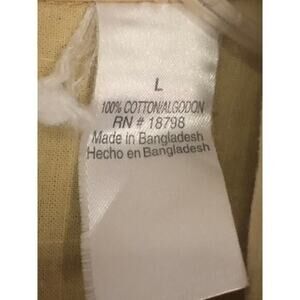 L
100% COTTON/ALGODON
RN # 18798
Made in Bangladesh
Hecho en Bangladesh